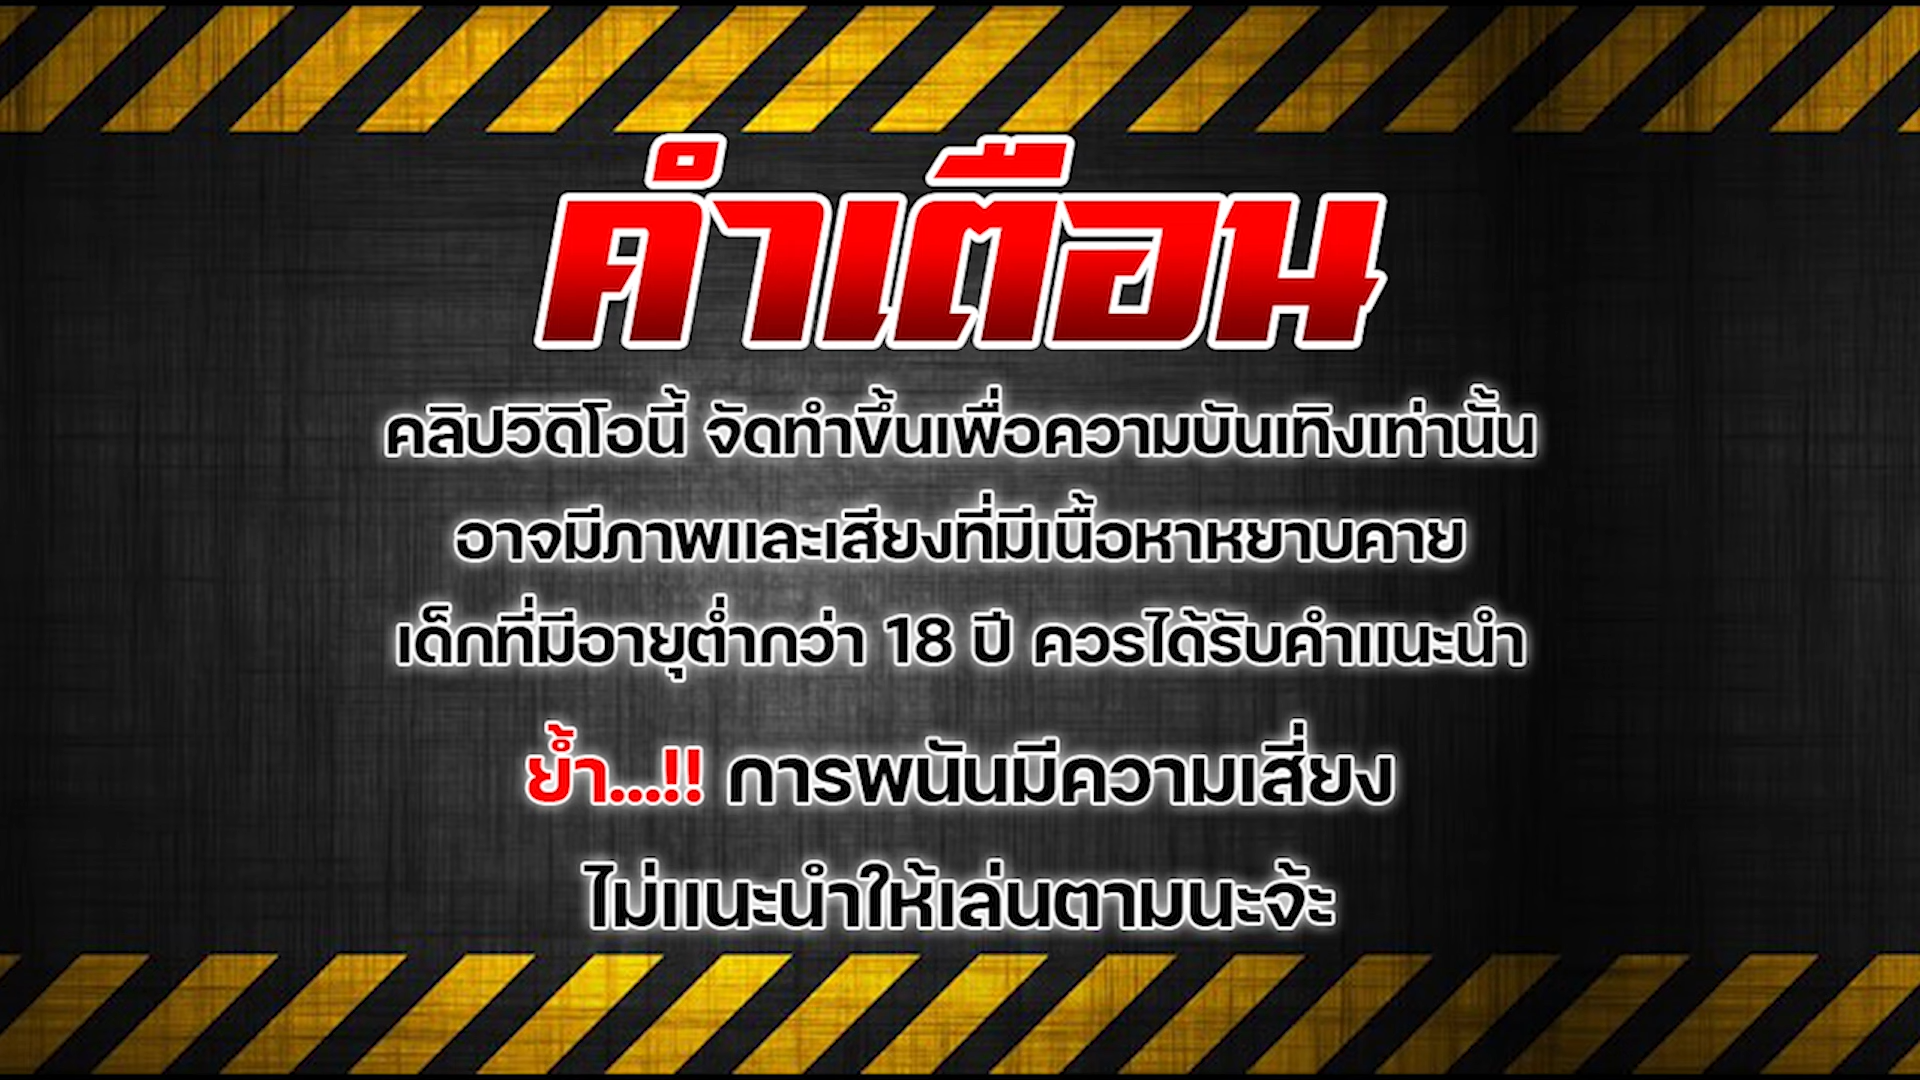 คำเตือน
คลิปวิดิโอนี้ จัดทำขึ้นเพื่อความบันเทิงเท่านั้น
อาจมีภาพและเสียงที่มีเนื้อหาหยาบคาย
เด็กที่มีอายุต่ำกว่า 18 ปี ควรได้รับคำแนะนำ
ย้ำ...!! การพนันมีความเสี่ยง
ไม่แนะนำให้เล่นตามนะจ้ะ